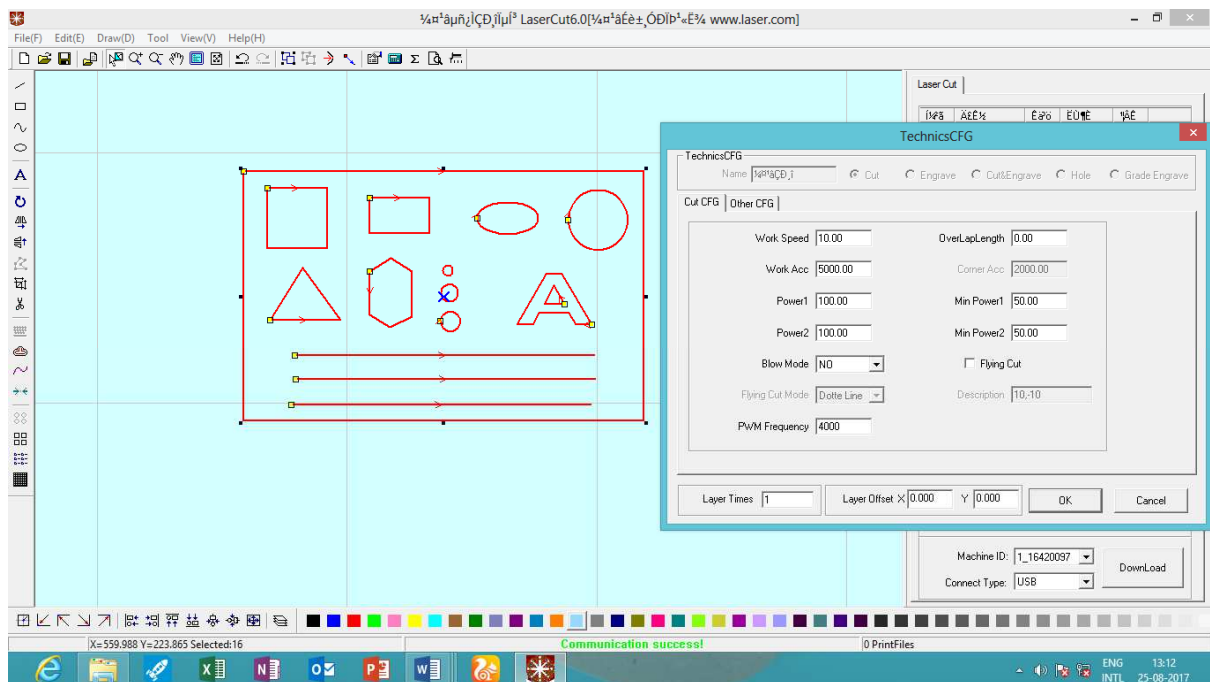 LaserCut6.0[ www.laser.com]
File(F) Edit(E) Draw(D) Tool View(V) Help(H)
Laser Cut
TechnicsCFG
TechnicsCFG
Name Cut Engrave Cut&Engrave Hole Grade Engrave
Cut CFG Other CFG
Work Speed 10.00 OverLapLength 0.00
Work Acc 5000.00 Corner Acc 2000.00
Power1 100.00 Min Power1 50.00
Power2 100.00 Min Power2 50.00
Blow Mode NO Flying Cut
Flying Cut Mode Dotte Line Description 10,-10
PWM Frequency 4000
Layer Times 1 Layer Offset X 0.000 Y 0.000 OK Cancel
Machine ID: 1_16420097 DownLoad
Connect Type: USB
X=559.988 Y=223.865 Selected:16 Communication success! 0 PrintFiles
ENG 13:12
INTL 25-08-2017